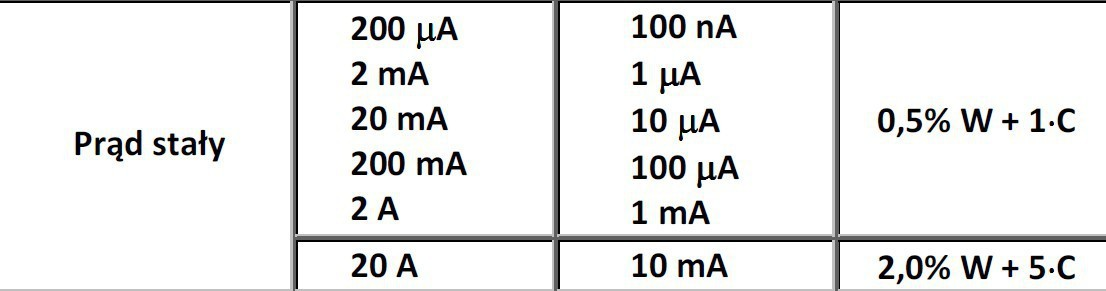 Prąd stały
200 μA 100 nA
2 mA 1 μA
20 mA 10 μA 0,5% W + 1·C
200 mA 100 μA
2 A 1 mA
20 A 10 mA 2,0% W + 5·C